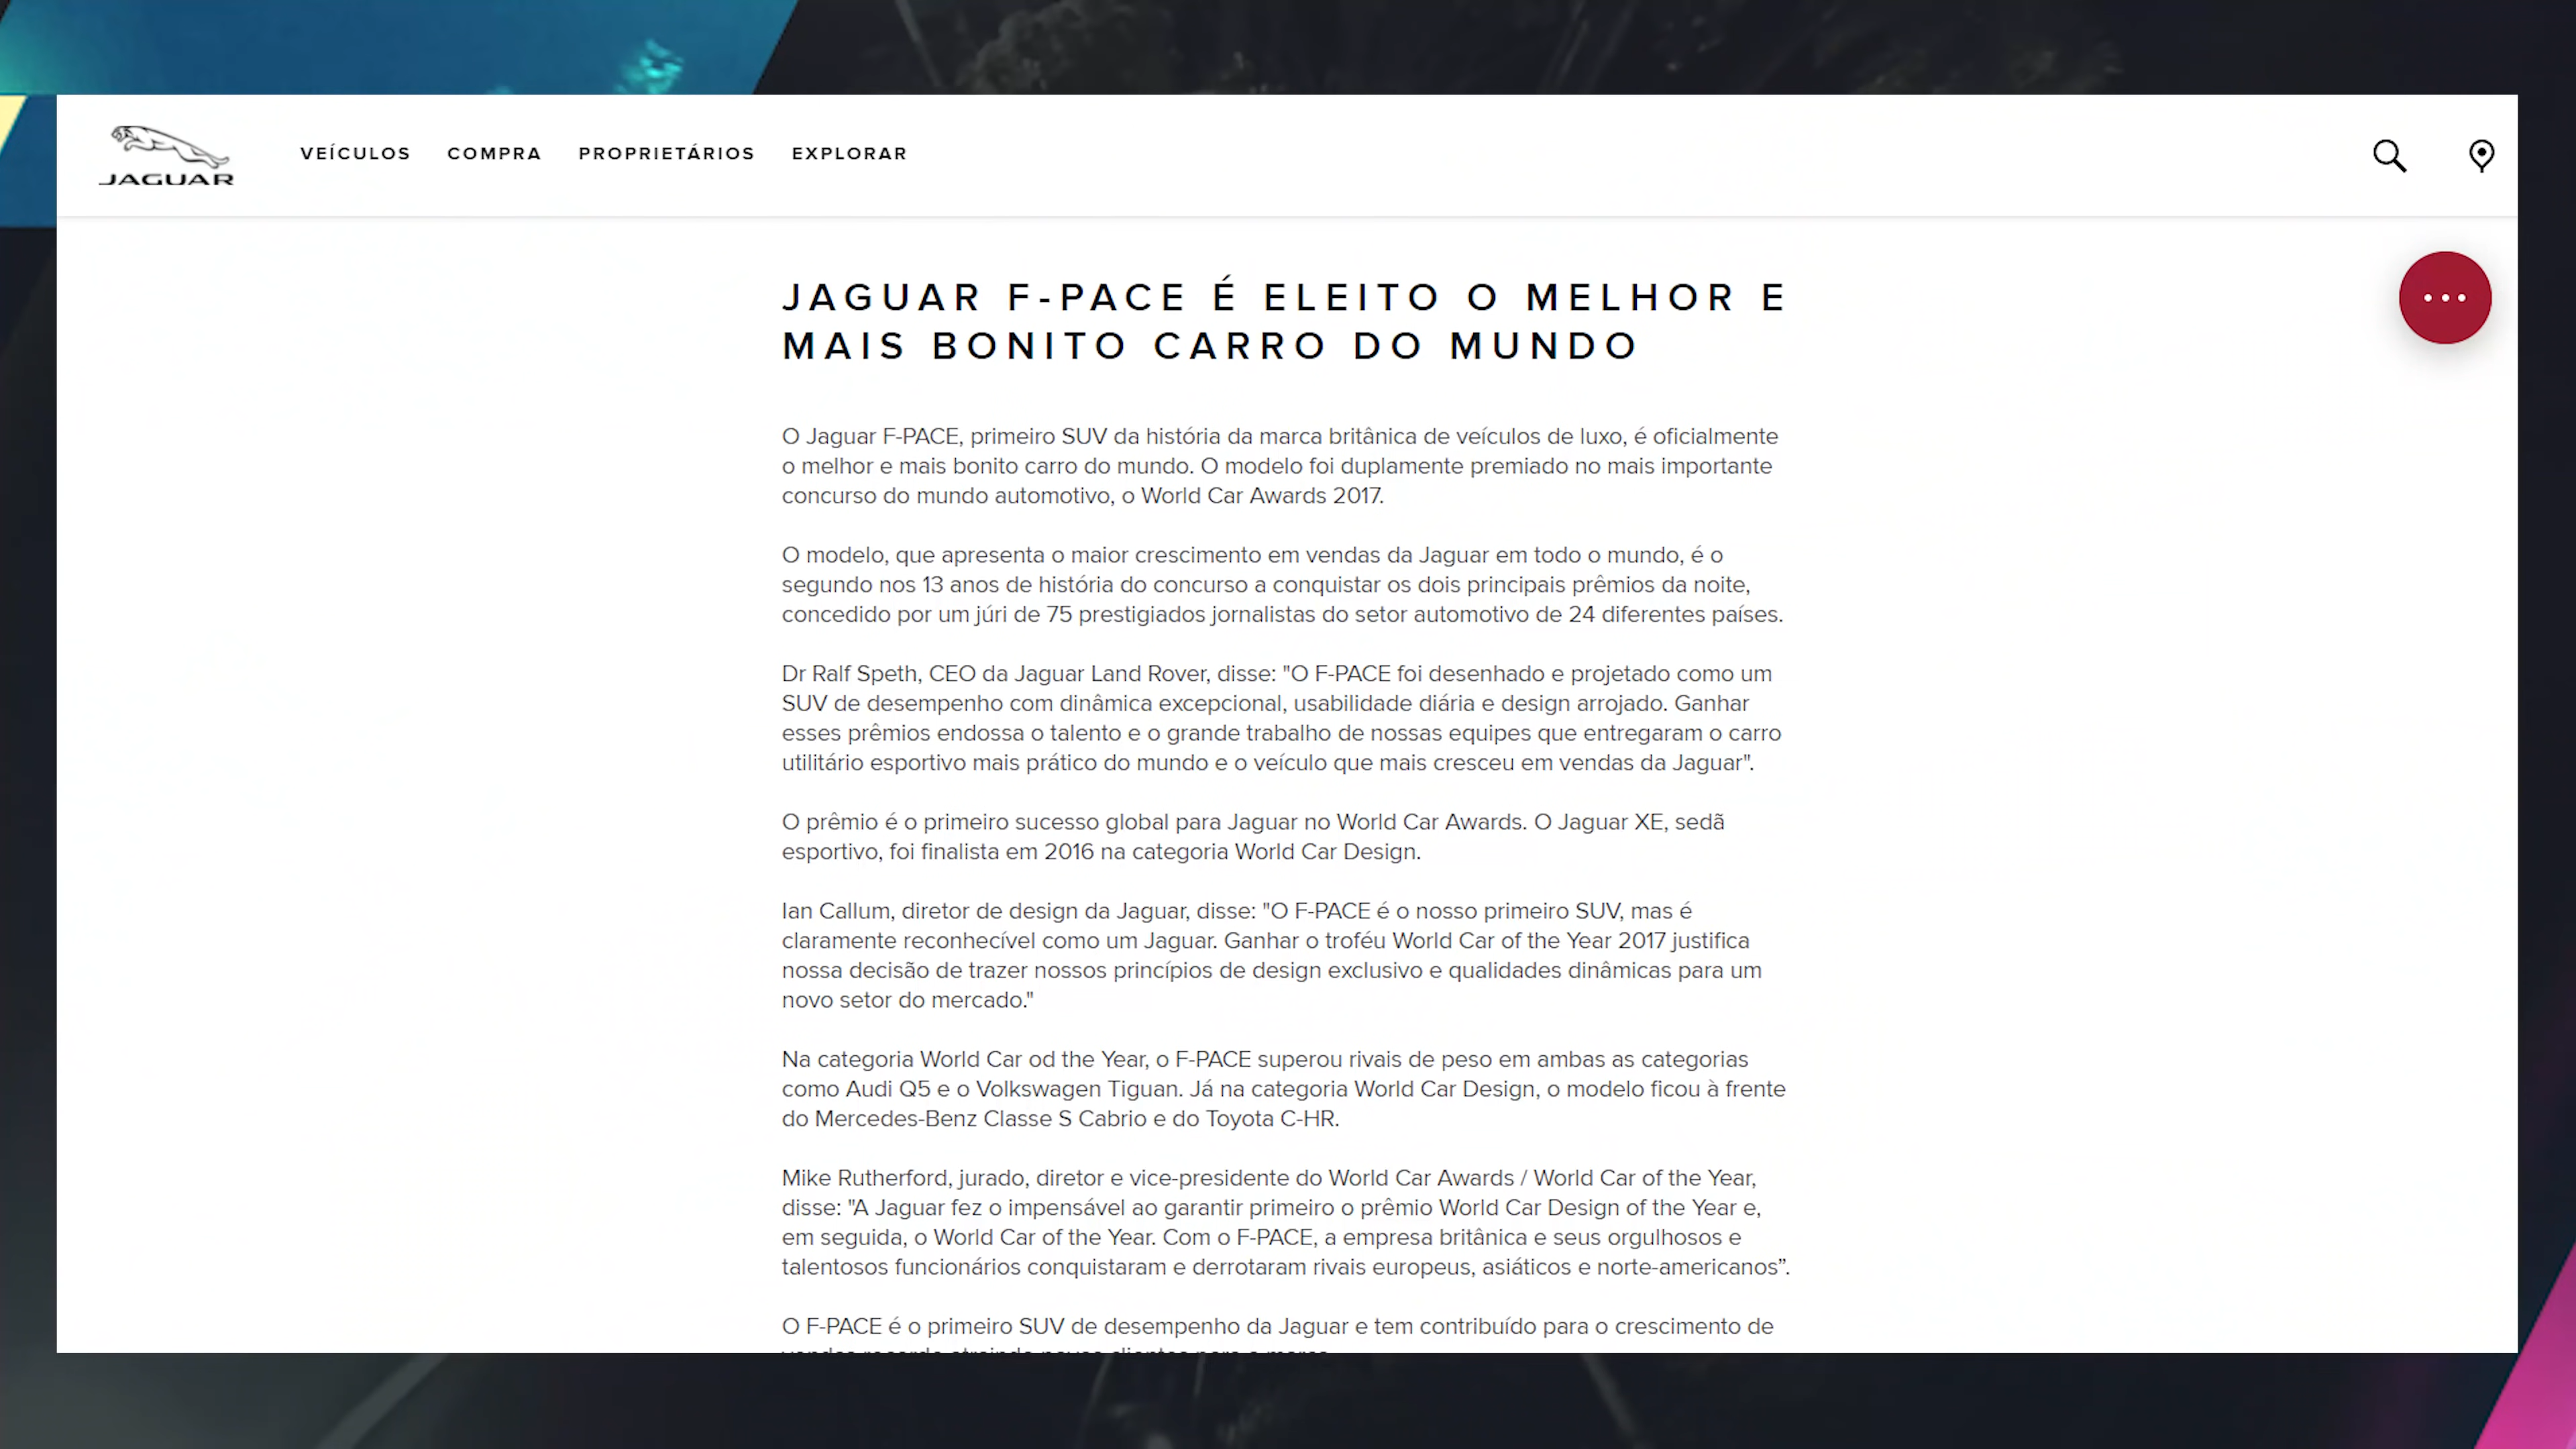 JAGUAR
VEÍCULOS COMPRA PROPRIETÁRIOS EXPLORAR
JAGUAR F-PACE É ELEITO O MELHOR E
MAIS BONITO CARRO DO MUNDO
O Jaguar F-PACE, primeiro SUV da história da marca britânica de veículos de luxo, é oficialmente
o melhor e mais bonito carro do mundo. O modelo foi duplamente premiado no mais importante
concurso do mundo automotivo, o World Car Awards 2017.
O modelo, que apresenta o maior crescimento em vendas da Jaguar em todo o mundo, é o
segundo nos 13 anos de história do concurso a conquistar os dois principais prêmios da noite,
concedido por um júri de 75 prestigiados jornalistas do setor automotivo de 24 diferentes países.
Dr Ralf Speth, CEO da Jaguar Land Rover, disse: "O F-PACE foi desenhado e projetado como um
SUV de desempenho com dinâmica excepcional, usabilidade diária e design arrojado. Ganhar
esses prêmios endossa o talento e o grande trabalho de nossas equipes que entregaram o carro
utilitário esportivo mais prático do mundo e o veículo que mais cresceu em vendas da Jaguar".
O prêmio é o primeiro sucesso global para Jaguar no World Car Awards. O Jaguar XE, sedã
esportivo, foi finalista em 2016 na categoria World Car Design.
Ian Callum, diretor de design da Jaguar, disse: "O F-PACE é o nosso primeiro SUV, mas é
claramente reconhecível como um Jaguar. Ganhar o troféu World Car of the Year 2017 justifica
nossa decisão de trazer nossos princípios de design exclusivo e qualidades dinâmicas para um
novo setor do mercado."
Na categoria World Car od the Year, o F-PACE superou rivais de peso em ambas as categorias
como Audi Q5 e o Volkswagen Tiguan. Já na categoria World Car Design, o modelo ficou à frente
do Mercedes-Benz Classe S Cabrio e do Toyota C-HR.
Mike Rutherford, jurado, diretor e vice-presidente do World Car Awards / World Car of the Year,
disse: "A Jaguar fez o impensável ao garantir primeiro o prêmio World Car Design of the Year e,
em seguida, o World Car of the Year. Com o F-PACE, a empresa britânica e seus orgulhosos e
talentosos funcionários conquistaram e derrotaram rivais europeus, asiáticos e norte-americanos”.
O F-PACE é o primeiro SUV de desempenho da Jaguar e tem contribuído para o crescimento de